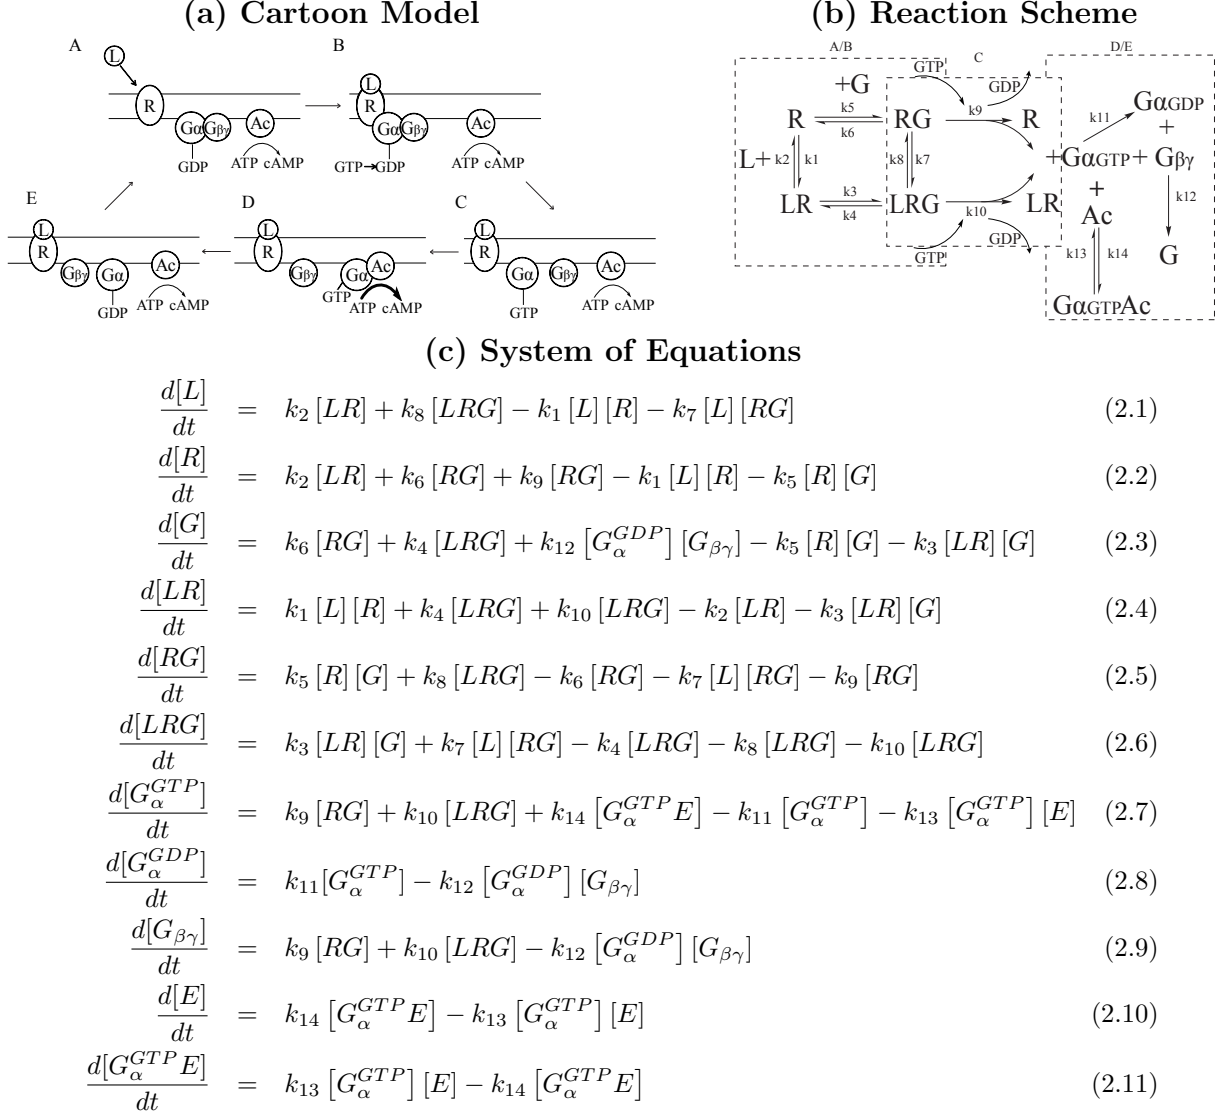 (a) Cartoon Model
A
L
R
Gα Gβγ Ac
GDP ATP cAMP
B
L
R
Gα Gβγ Ac
GTP GDP ATP cAMP
E
L
R
Gβγ Gα Ac
GDP ATP cAMP
D
L
R
Gβγ Gα Ac
GTP ATP cAMP
C
L
R
Gα Gβγ Ac
GTP ATP cAMP
(b) Reaction Scheme
A/B C D/E
GTP GDP
+G
R k5 k6 RG k9 R
L+ k2 k1 k8 k7
LR k3 k4 LRG k10 LR
GTP GDP
GαGDP
k11 +
+GαGTP + Gβγ
+ k12
Ac
k13 k14 G
GαGTPAc
(c) System of Equations
d[L]/dt = k₂ [LR] + k₈ [LRG] − k₁ [L] [R] − k₇ [L] [RG] (2.1)
d[R]/dt = k₂ [LR] + k₆ [RG] + k₉ [RG] − k₁ [L] [R] − k₅ [R] [G] (2.2)
d[G]/dt = k₆ [RG] + k₄ [LRG] + k₁₂ [G_α^{GDP}] [G_{βγ}] − k₅ [R] [G] − k₃ [LR] [G] (2.3)
d[LR]/dt = k₁ [L] [R] + k₄ [LRG] + k₁₀ [LRG] − k₂ [LR] − k₃ [LR] [G] (2.4)
d[RG]/dt = k₅ [R] [G] + k₈ [LRG] − k₆ [RG] − k₇ [L] [RG] − k₉ [RG] (2.5)
d[LRG]/dt = k₃ [LR] [G] + k₇ [L] [RG] − k₄ [LRG] − k₈ [LRG] − k₁₀ [LRG] (2.6)
d[G_α^{GTP}]/dt = k₉ [RG] + k₁₀ [LRG] + k₁₄ [G_α^{GTP}E] − k₁₁ [G_α^{GTP}] − k₁₃ [G_α^{GTP}] [E] (2.7)
d[G_α^{GDP}]/dt = k₁₁[G_α^{GTP}] − k₁₂ [G_α^{GDP}] [G_{βγ}] (2.8)
d[G_{βγ}]/dt = k₉ [RG] + k₁₀ [LRG] − k₁₂ [G_α^{GDP}] [G_{βγ}] (2.9)
d[E]/dt = k₁₄ [G_α^{GTP}E] − k₁₃ [G_α^{GTP}] [E] (2.10)
d[G_α^{GTP}E]/dt = k₁₃ [G_α^{GTP}] [E] − k₁₄ [G_α^{GTP}E] (2.11)